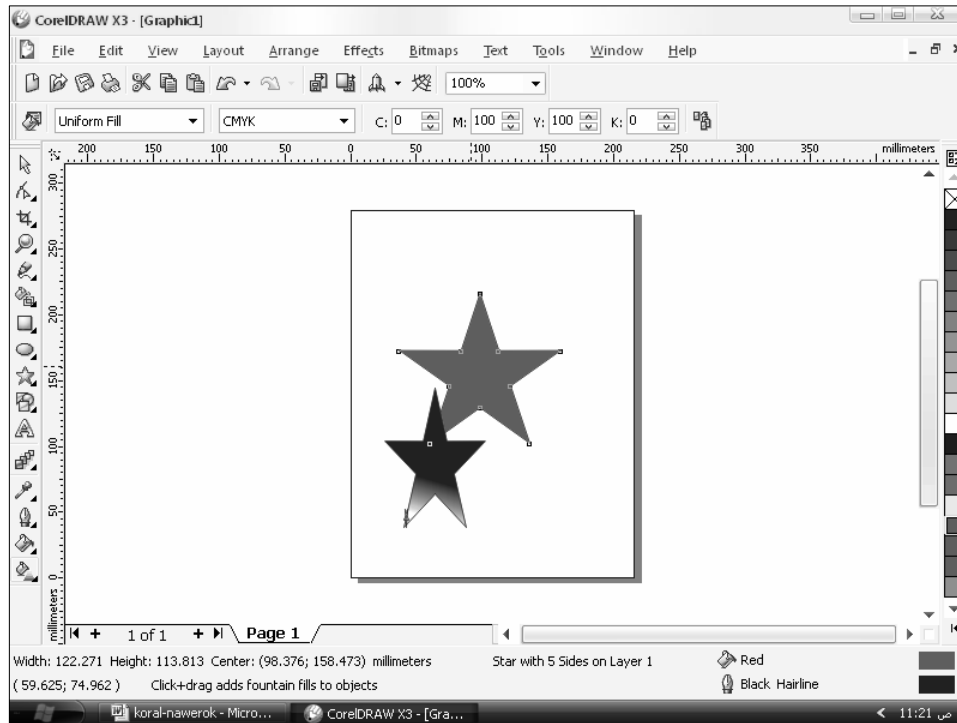 CorelDRAW X3 - [Graphic1]
File Edit View Layout Arrange Effects Bitmaps Text Tools Window Help
100%
Uniform Fill CMYK C: 0 M: 100 Y: 100 K: 0
200 150 100 50 0 50 100 150 200 250 300 350 millimeters
300
250
200
150
100
50
0
millimeters
1 of 1 Page 1
Width: 122.271 Height: 113.813 Center: (98.376; 158.473) millimeters Star with 5 Sides on Layer 1 Red
( 59.625; 74.962 ) Click+drag adds fountain fills to objects Black Hairline
koral-nawerok - Micro... CorelDRAW X3 - [Gra... 11:21 ص